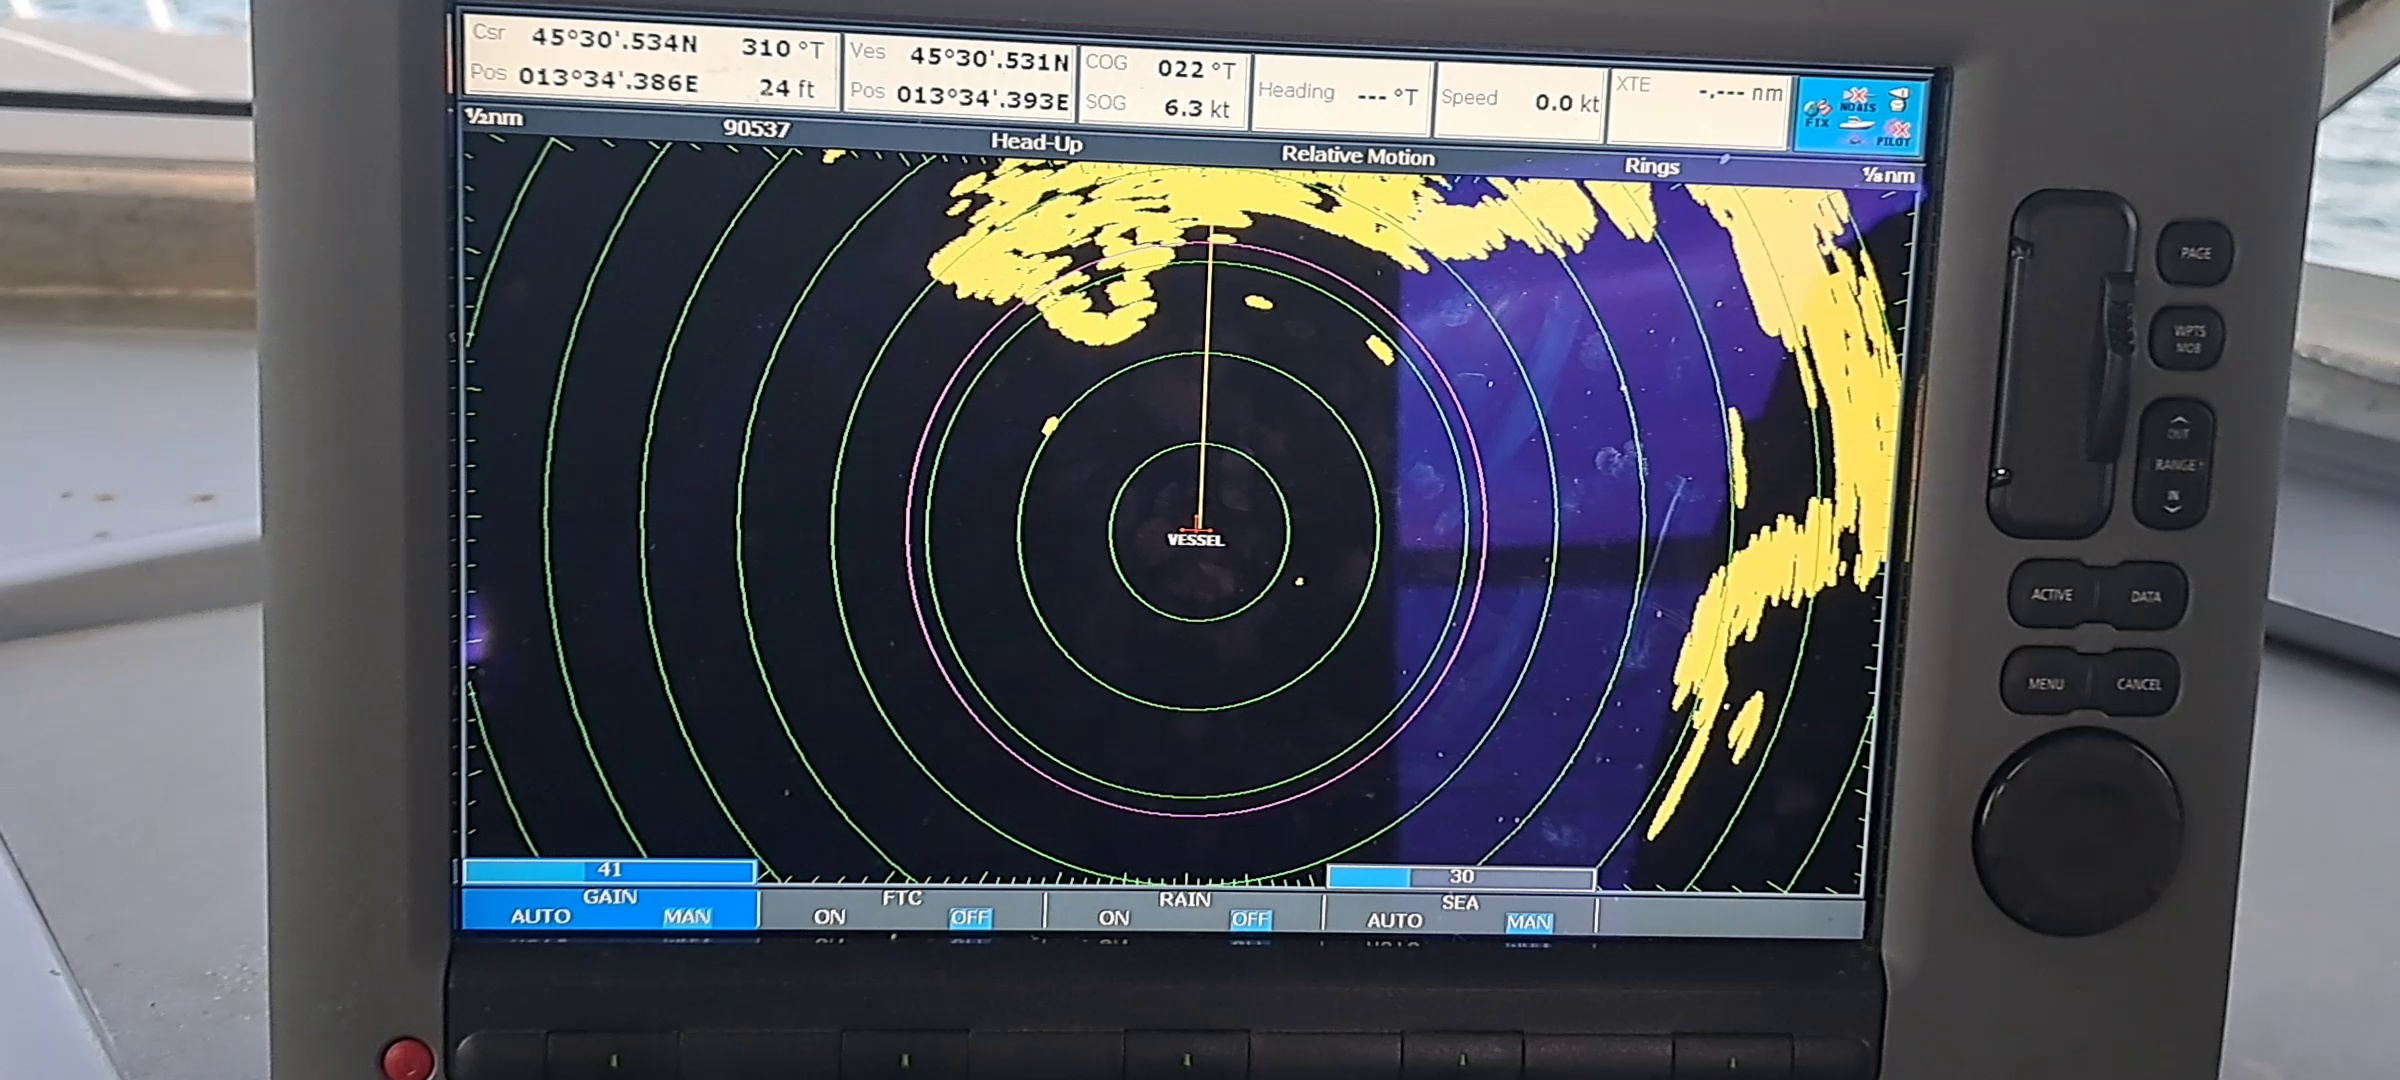 Csr 45°30'.534N 310 °T
Pos 013°34'.386E 24 ft
Ves 45°30'.531N
Pos 013°34'.393E
COG 022 °T
SOG 6.3 kt
Heading --- °T
Speed 0.0 kt
XTE -.--- nm
NO AIS
FIX
PILOT
½nm 90537 Head-Up Relative Motion Rings ⅛nm
VESSEL
41
30
GAIN
AUTO MAN
FTC
ON OFF
RAIN
ON OFF
SEA
AUTO MAN
PAGE
WPTS
MOB
OUT
RANGE
IN
ACTIVE
DATA
MENU
CANCEL